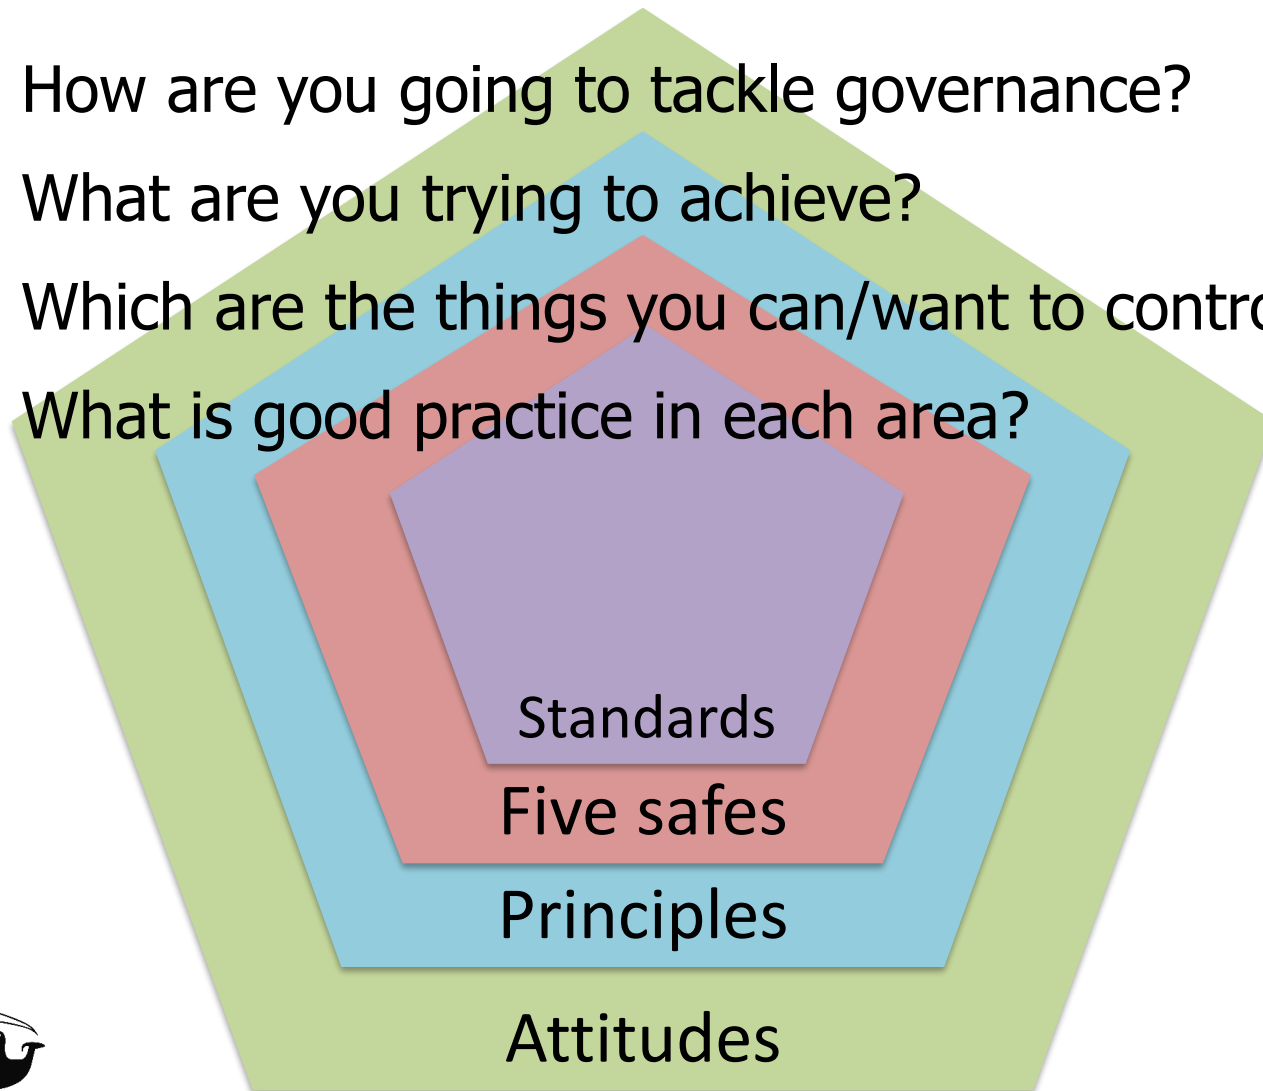 How are you going to tackle governance?
What are you trying to achieve?
Which are the things you can/want to
What is good practice in each area?
Standards
Five safes
Principles
Attitudes